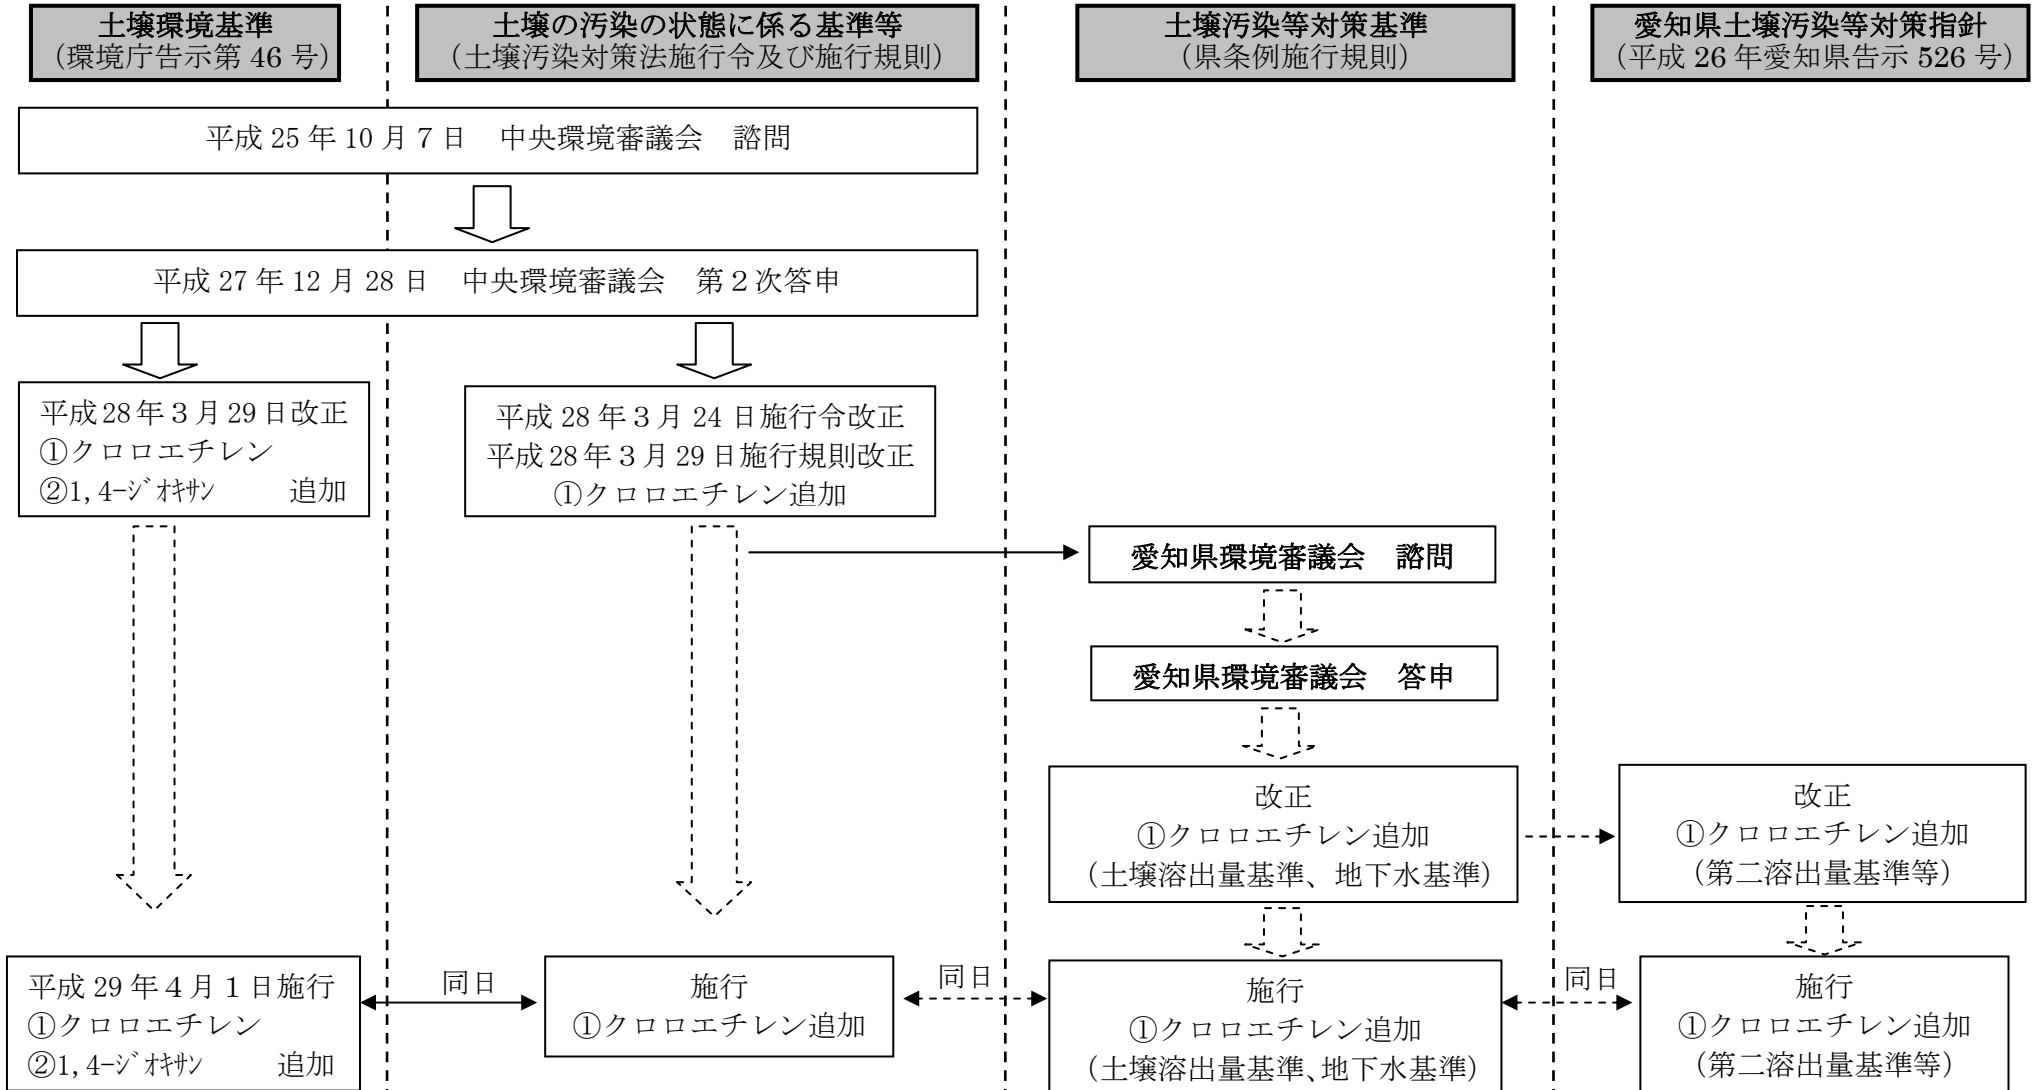 土壌環境基準
（環境庁告示第 46 号）
土壌の汚染の状態に係る基準等
（土壌汚染対策法施行令及び施行規則）
土壌汚染等対策基準
（県条例施行規則）
愛知県土壌汚染等対策指針
（平成 26 年愛知県告示 526 号）
平成 25 年 10 月 7 日　中央環境審議会　諮問
平成 27 年 12 月 28 日　中央環境審議会　第２次答申
平成 28 年３月 29 日改正
①クロロエチレン
②1,4-ｼﾞｵｷｻﾝ　　追加
平成 28 年３月 24 日施行令改正
平成 28 年３月 29 日施行規則改正
①クロロエチレン追加
愛知県環境審議会　諮問
愛知県環境審議会　答申
改正
①クロロエチレン追加
（土壌溶出量基準、地下水基準）
改正
①クロロエチレン追加
（第二溶出量基準等）
平成 29 年４月１日施行
①クロロエチレン
②1,4-ｼﾞｵｷｻﾝ　　追加
同日
施行
①クロロエチレン追加
同日
施行
①クロロエチレン追加
（土壌溶出量基準、地下水基準）
同日
施行
①クロロエチレン追加
（第二溶出量基準等）